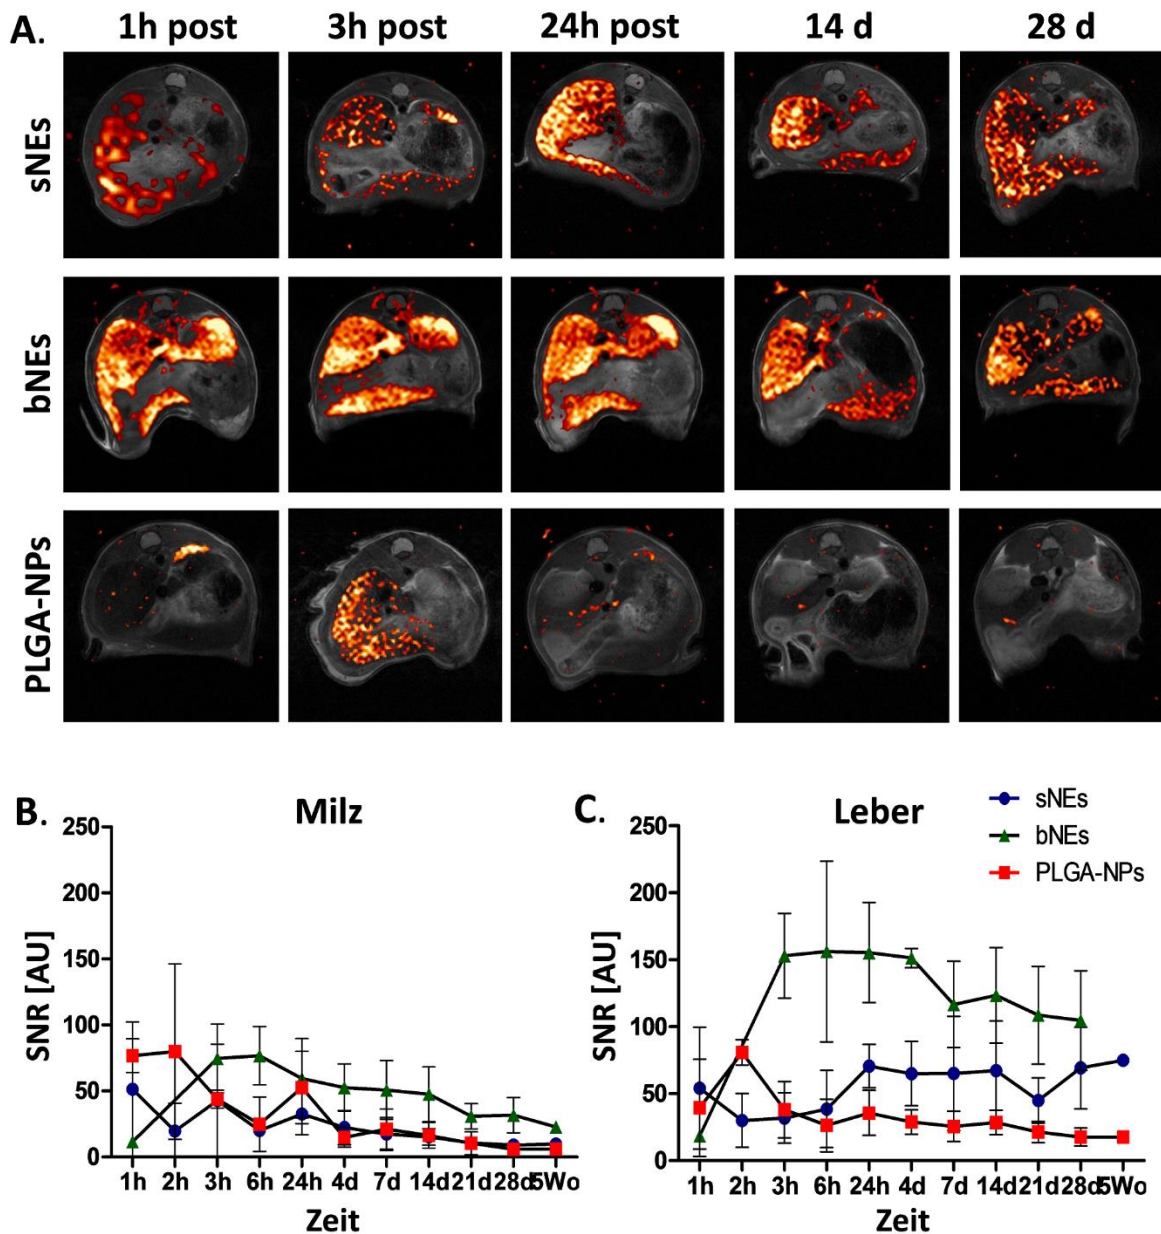 A.
1h post 3h post 24h post 14 d 28 d
sNEs
bNEs
PLGA-NPs
B. Milz
SNR [AU]
250
200
150
100
50
0
1h 2h 3h 6h 24h 4d 7d 14d 21d 28d 5Wo
Zeit
C. Leber
sNEs
bNEs
PLGA-NPs
SNR [AU]
250
200
150
100
50
0
1h 2h 3h 6h 24h 4d 7d 14d 21d 28d 5Wo
Zeit